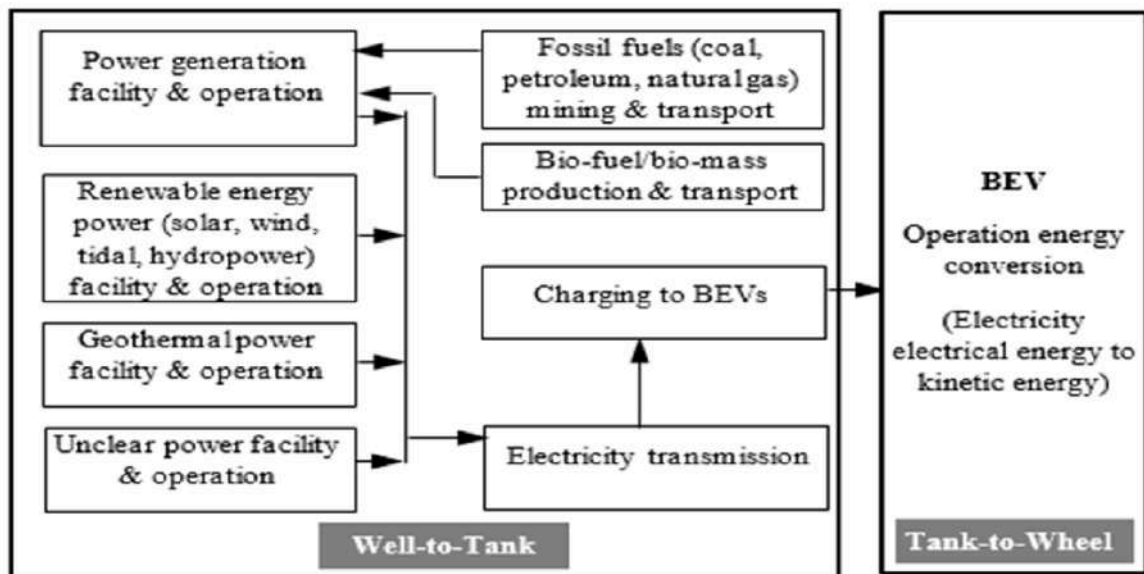 Power generation
facility & operation
Fossil fuels (coal,
petroleum, natural gas)
mining & transport
Bio-fuel/bio-mass
production & transport
Renewable energy
power (solar, wind,
tidal, hydropower)
facility & operation
Charging to BEVs
Geothermal power
facility & operation
Unclear power facility
& operation
Electricity transmission
Well-to-Tank
BEV
Operation energy
conversion
(Electricity
electrical energy to
kinetic energy)
Tank-to-Wheel